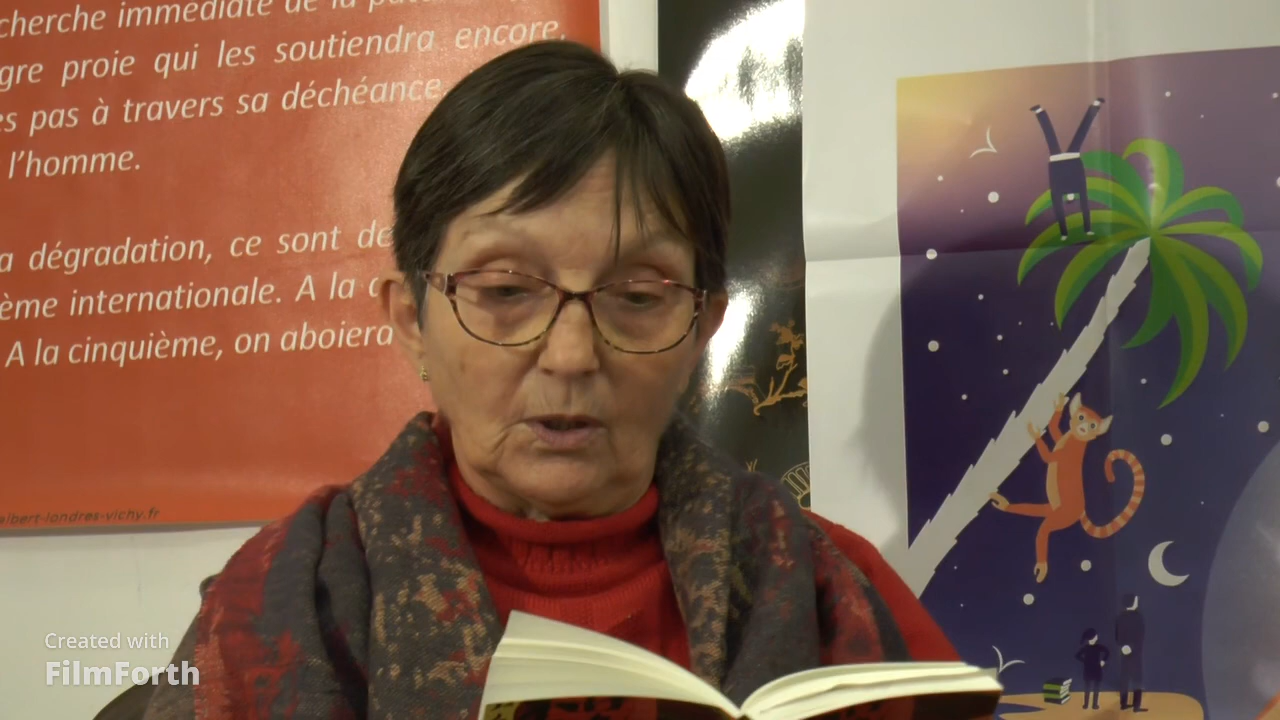 cherche immédiate de la
gre proie qui les soutiendra encore,
es pas à travers sa déchéance
l'homme.
a dégradation, ce sont de
ème internationale. A la
A la cinquième, on aboiera
albert-londres-vichy.fr
Created with
FilmForth